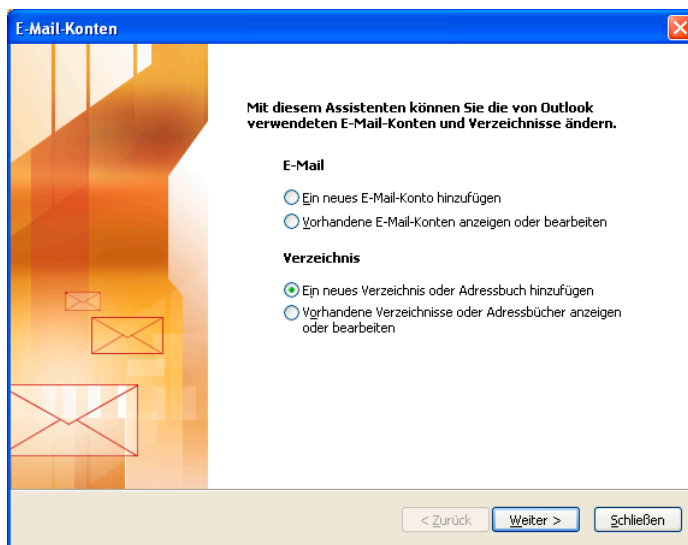 E-Mail-Konten
Mit diesem Assistenten können Sie die von Outlook
verwendeten E-Mail-Konten und Verzeichnisse ändern.
E-Mail
Ein neues E-Mail-Konto hinzufügen
Vorhandene E-Mail-Konten anzeigen oder bearbeiten
Verzeichnis
Ein neues Verzeichnis oder Adressbuch hinzufügen
Vorhandene Verzeichnisse oder Adressbücher anzeigen
oder bearbeiten
< Zurück Weiter > Schließen